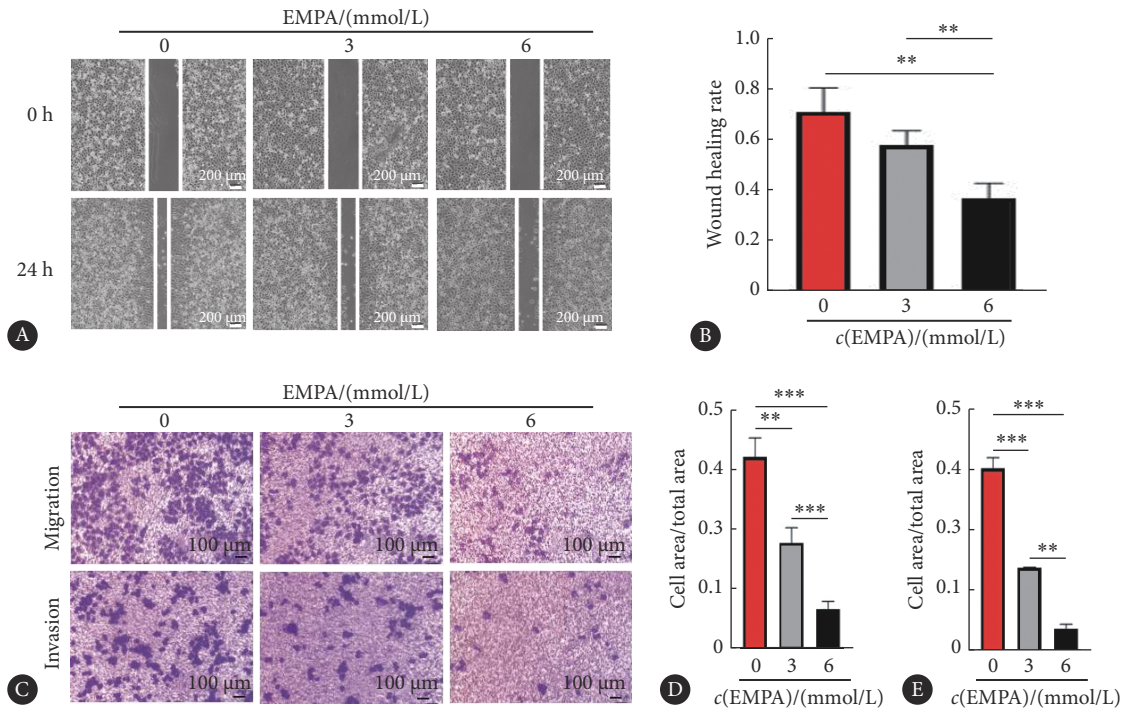 EMPA/(mmol/L)
0 3 6
0 h
200 μm 200 μm 200 μm
24 h
200 μm 200 μm 200 μm
A
1.0
0.8
0.6
0.4
0.2
0
Wound healing rate
** 
**
0 3 6
c(EMPA)/(mmol/L)
B
EMPA/(mmol/L)
0 3 6
Migration
100 μm 100 μm 100 μm
Invasion
100 μm 100 μm 100 μm
C
0.5
0.4
0.3
0.1
0
Cell area/total area
***
**
***
0 3 6
c(EMPA)/(mmol/L)
D
0.5
0.4
0.3
0.1
0
Cell area/total area
***
***
**
0 3 6
c(EMPA)/(mmol/L)
E